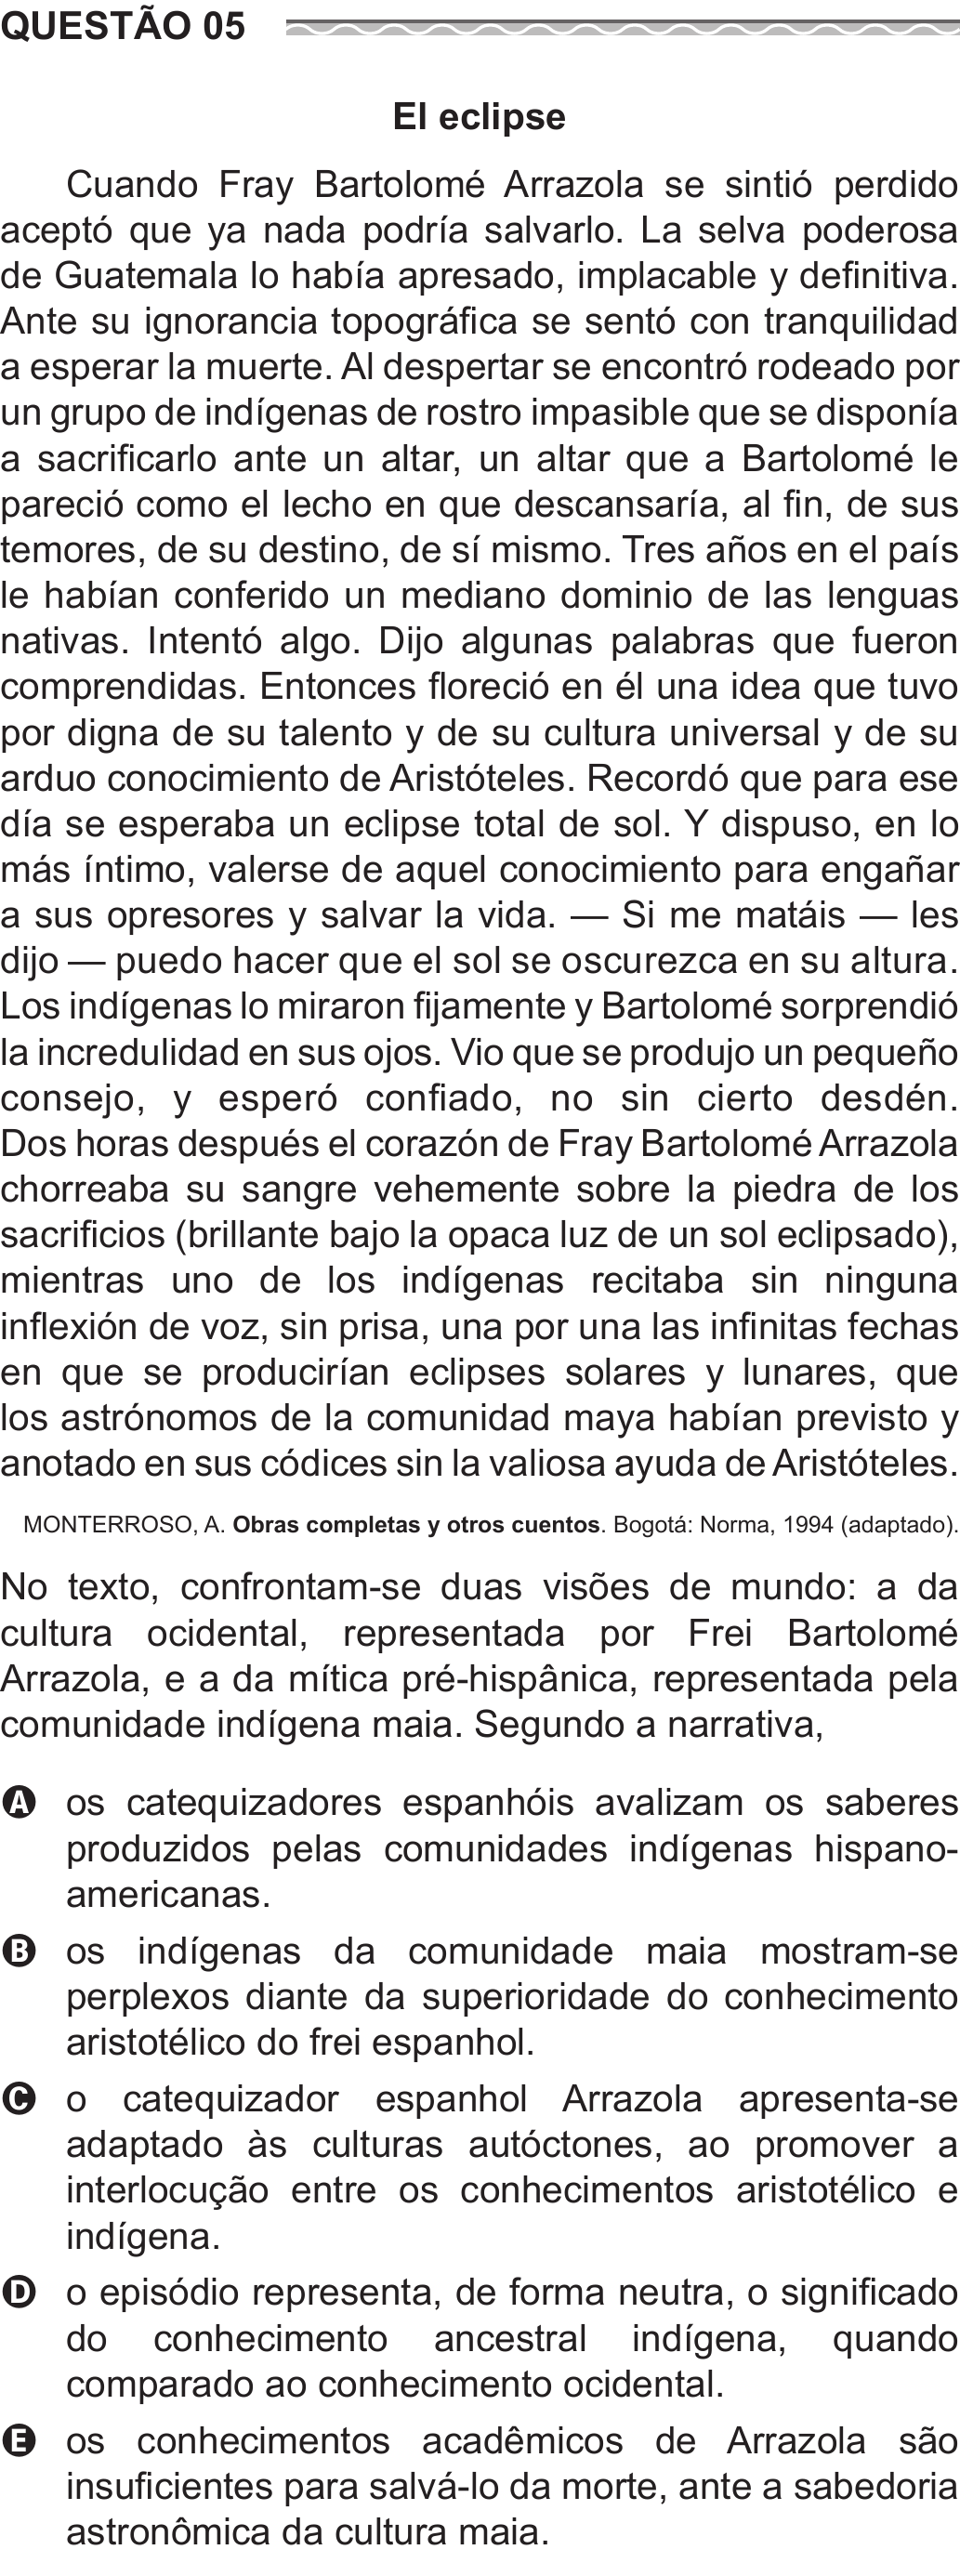 QUESTÃO 05
El eclipse
Cuando Fray Bartolomé Arrazola se sintió perdido
aceptó que ya nada podría salvarlo. La selva poderosa
de Guatemala lo había apresado, implacable y definitiva.
Ante su ignorancia topográfica se sentó con tranquilidad
a esperar la muerte. Al despertar se encontró rodeado por
un grupo de indígenas de rostro impasible que se disponía
a sacrificarlo ante un altar, un altar que a Bartolomé le
pareció como el lecho en que descansaría, al fin, de sus
temores, de su destino, de sí mismo. Tres años en el país
le habían conferido un mediano dominio de las lenguas
nativas. Intentó algo. Dijo algunas palabras que fueron
comprendidas. Entonces floreció en él una idea que tuvo
por digna de su talento y de su cultura universal y de su
arduo conocimiento de Aristóteles. Recordó que para ese
día se esperaba un eclipse total de sol. Y dispuso, en lo
más íntimo, valerse de aquel conocimiento para engañar
a sus opresores y salvar la vida. — Si me matáis — les
dijo — puedo hacer que el sol se oscurezca en su altura.
Los indígenas lo miraron fijamente y Bartolomé sorprendió
la incredulidad en sus ojos. Vio que se produjo un pequeño
consejo, y esperó confiado, no sin cierto desdén.
Dos horas después el corazón de Fray Bartolomé Arrazola
chorreaba su sangre vehemente sobre la piedra de los
sacrificios (brillante bajo la opaca luz de un sol eclipsado),
mientras uno de los indígenas recitaba sin ninguna
inflexión de voz, sin prisa, una por una las infinitas fechas
en que se producirían eclipses solares y lunares, que
los astrónomos de la comunidad maya habían previsto y
anotado en sus códices sin la valiosa ayuda de Aristóteles.
MONTERROSO, A. Obras completas y otros cuentos. Bogotá: Norma, 1994 (adaptado).
No texto, confrontam-se duas visões de mundo: a da
cultura ocidental, representada por Frei Bartolomé
Arrazola, e a da mítica pré-hispânica, representada pela
comunidade indígena maia. Segundo a narrativa,
A os catequizadores espanhóis avalizam os saberes
produzidos pelas comunidades indígenas hispano-
americanas.
B os indígenas da comunidade maia mostram-se
perplexos diante da superioridade do conhecimento
aristotélico do frei espanhol.
C o catequizador espanhol Arrazola apresenta-se
adaptado às culturas autóctones, ao promover a
interlocução entre os conhecimentos aristotélico e
indígena.
D o episódio representa, de forma neutra, o significado
do conhecimento ancestral indígena, quando
comparado ao conhecimento ocidental.
E os conhecimentos acadêmicos de Arrazola são
insuficientes para salvá-lo da morte, ante a sabedoria
astronômica da cultura maia.